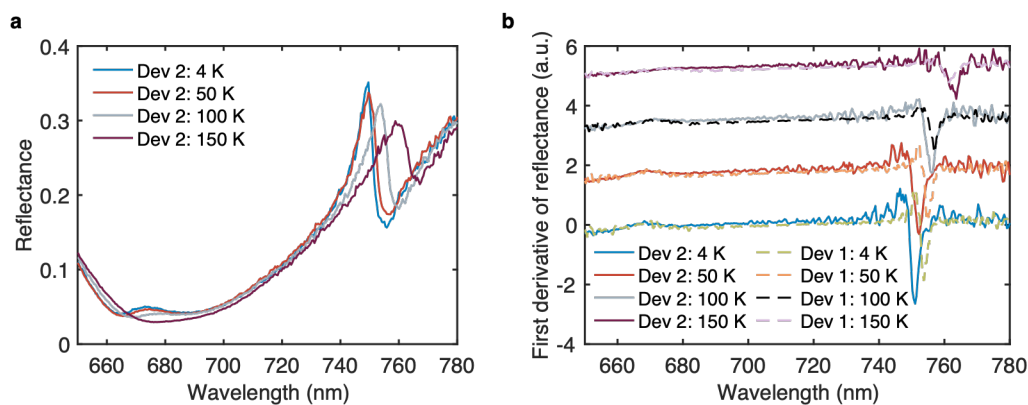 a
Reflectance
0.4
0.3
0.2
0.1
0
Dev 2: 4 K
Dev 2: 50 K
Dev 2: 100 K
Dev 2: 150 K
660 680 700 720 740 760 780
Wavelength (nm)
b
First derivative of reflectance (a.u.)
6
4
2
0
-2
-4
Dev 2: 4 K Dev 1: 4 K
Dev 2: 50 K Dev 1: 50 K
Dev 2: 100 K Dev 1: 100 K
Dev 2: 150 K Dev 1: 150 K
660 680 700 720 740 760 780
Wavelength (nm)